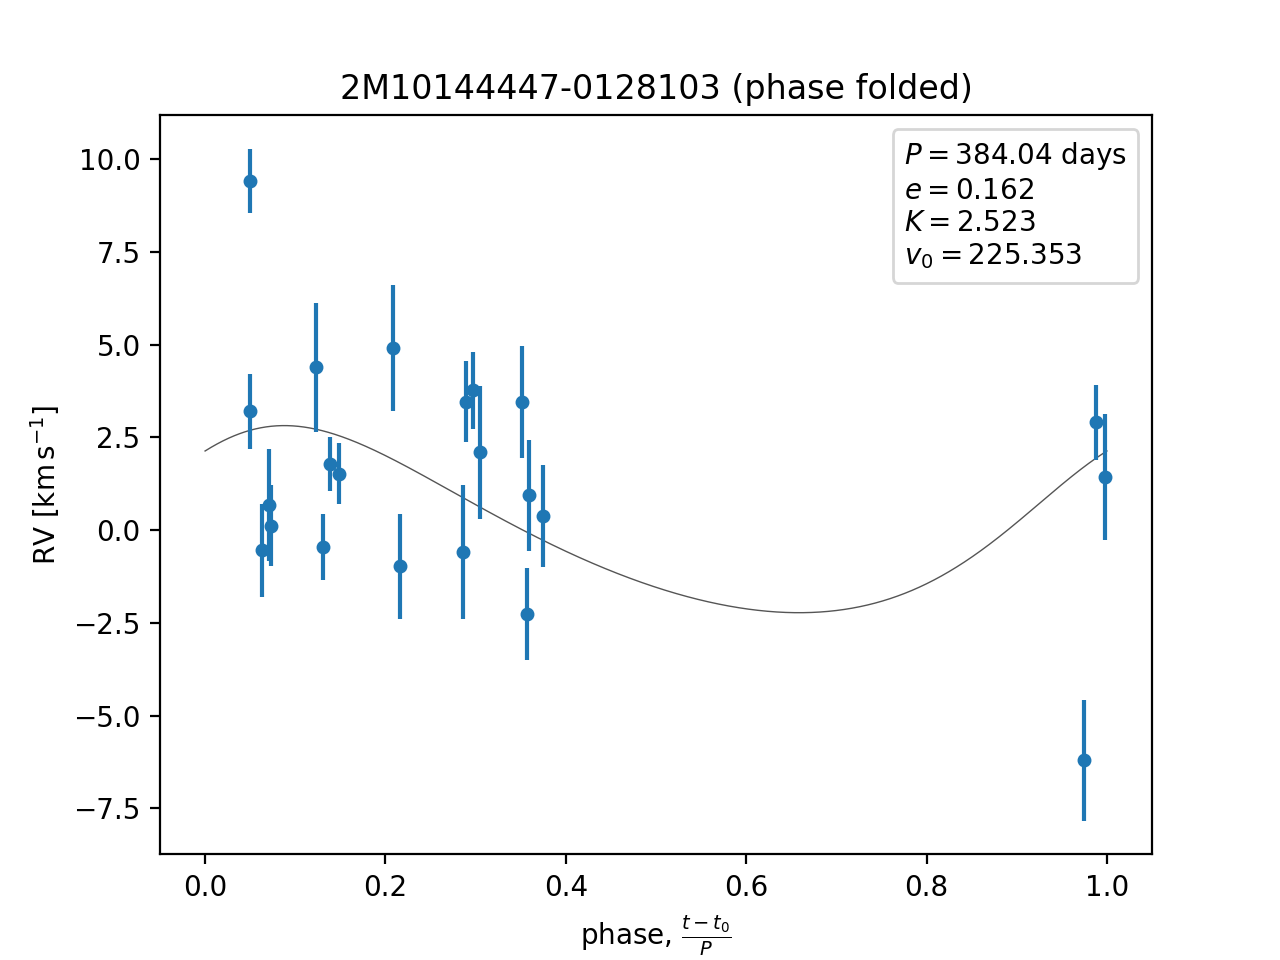 2M10144447-0128103 (phase folded)
P = 384.04 days
e = 0.162
K = 2.523
v₀ = 225.353
RV [km s⁻¹]
10.0
7.5
5.0
2.5
0.0
−2.5
−5.0
−7.5
0.0 0.2 0.4 0.6 0.8 1.0
phase, (t − t₀)/P